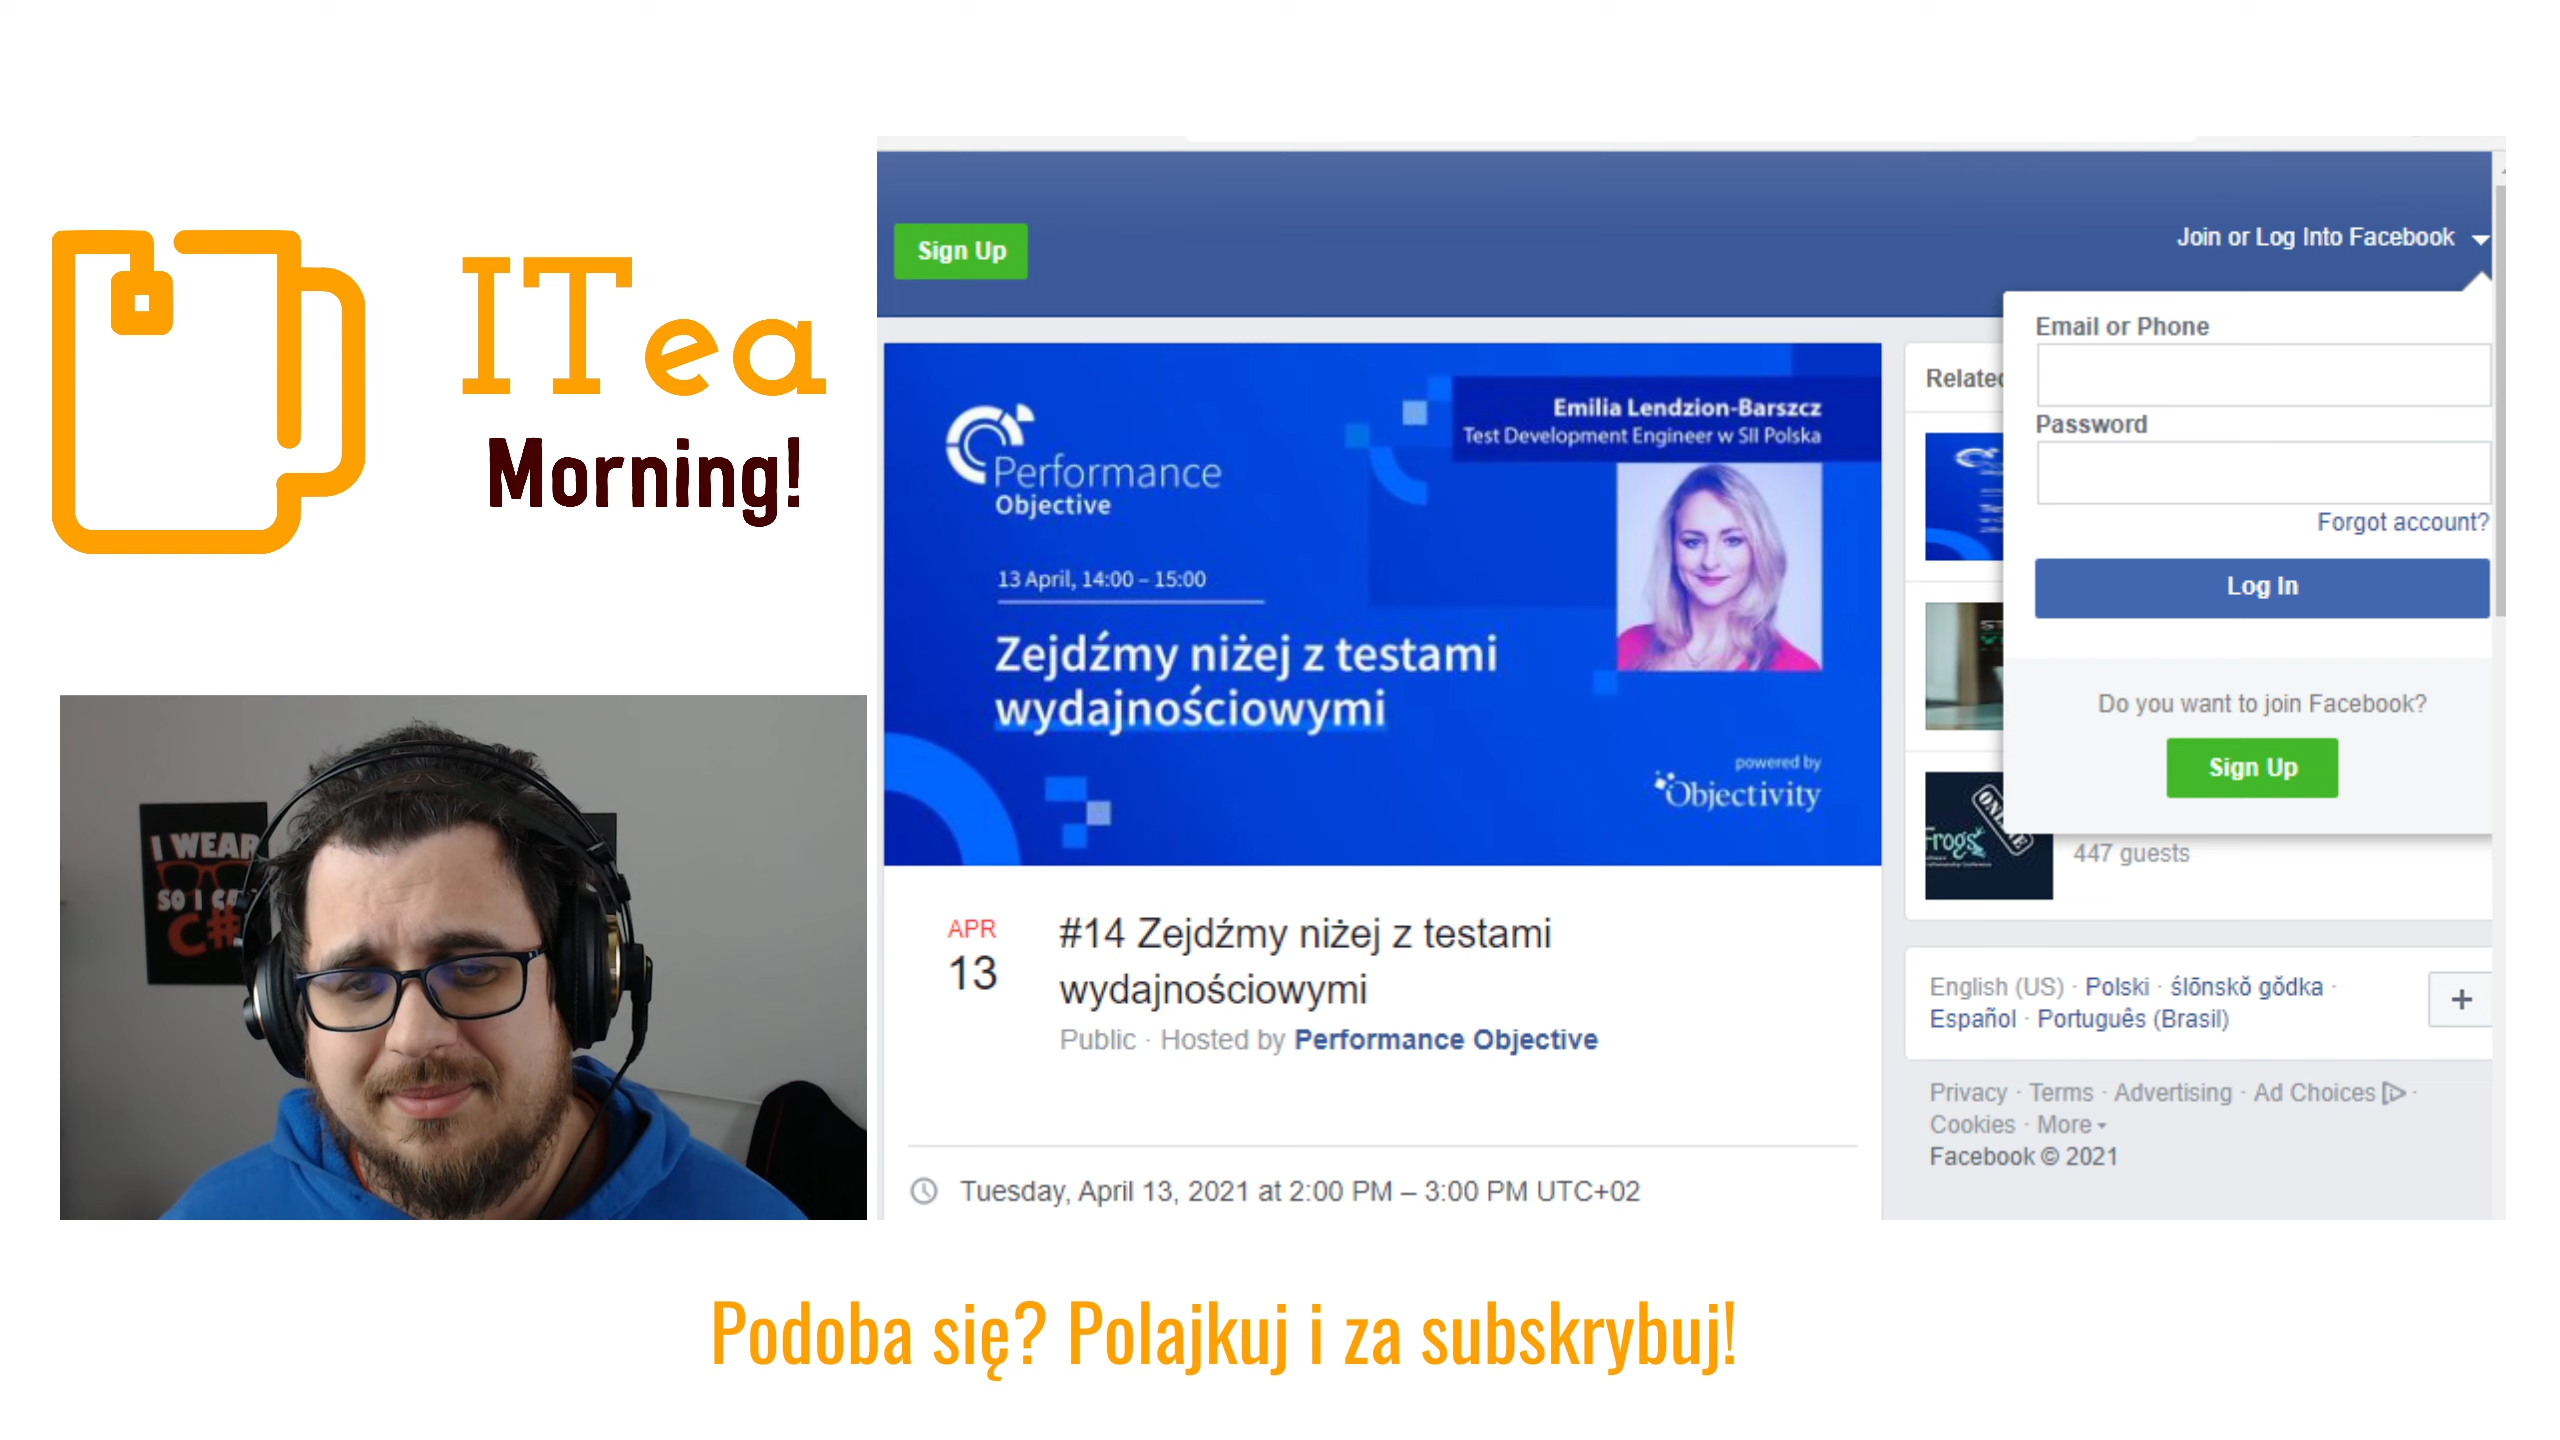 ITea
Morning!
I WEAR
SO I C#
Sign Up
Join or Log Into Facebook
Email or Phone
Password
Forgot account?
Log In
Do you want to join Facebook?
Sign Up
Performance
Objective
Emilia Lendzion-Barszcz
Test Development Engineer w SII Polska
13 April, 14:00 – 15:00
Zejdźmy niżej z testami
wydajnościowymi
powered by
Objectivity
APR
13
#14 Zejdźmy niżej z testami
wydajnościowymi
Public · Hosted by Performance Objective
Tuesday, April 13, 2021 at 2:00 PM – 3:00 PM UTC+02
ONLINE
447 guests
English (US) · Polski · ślōnskŏ gŏdka ·
Español · Português (Brasil)
Privacy · Terms · Advertising · Ad Choices ·
Cookies · More
Facebook © 2021
Podoba się? Polajkuj i za subskrybuj!